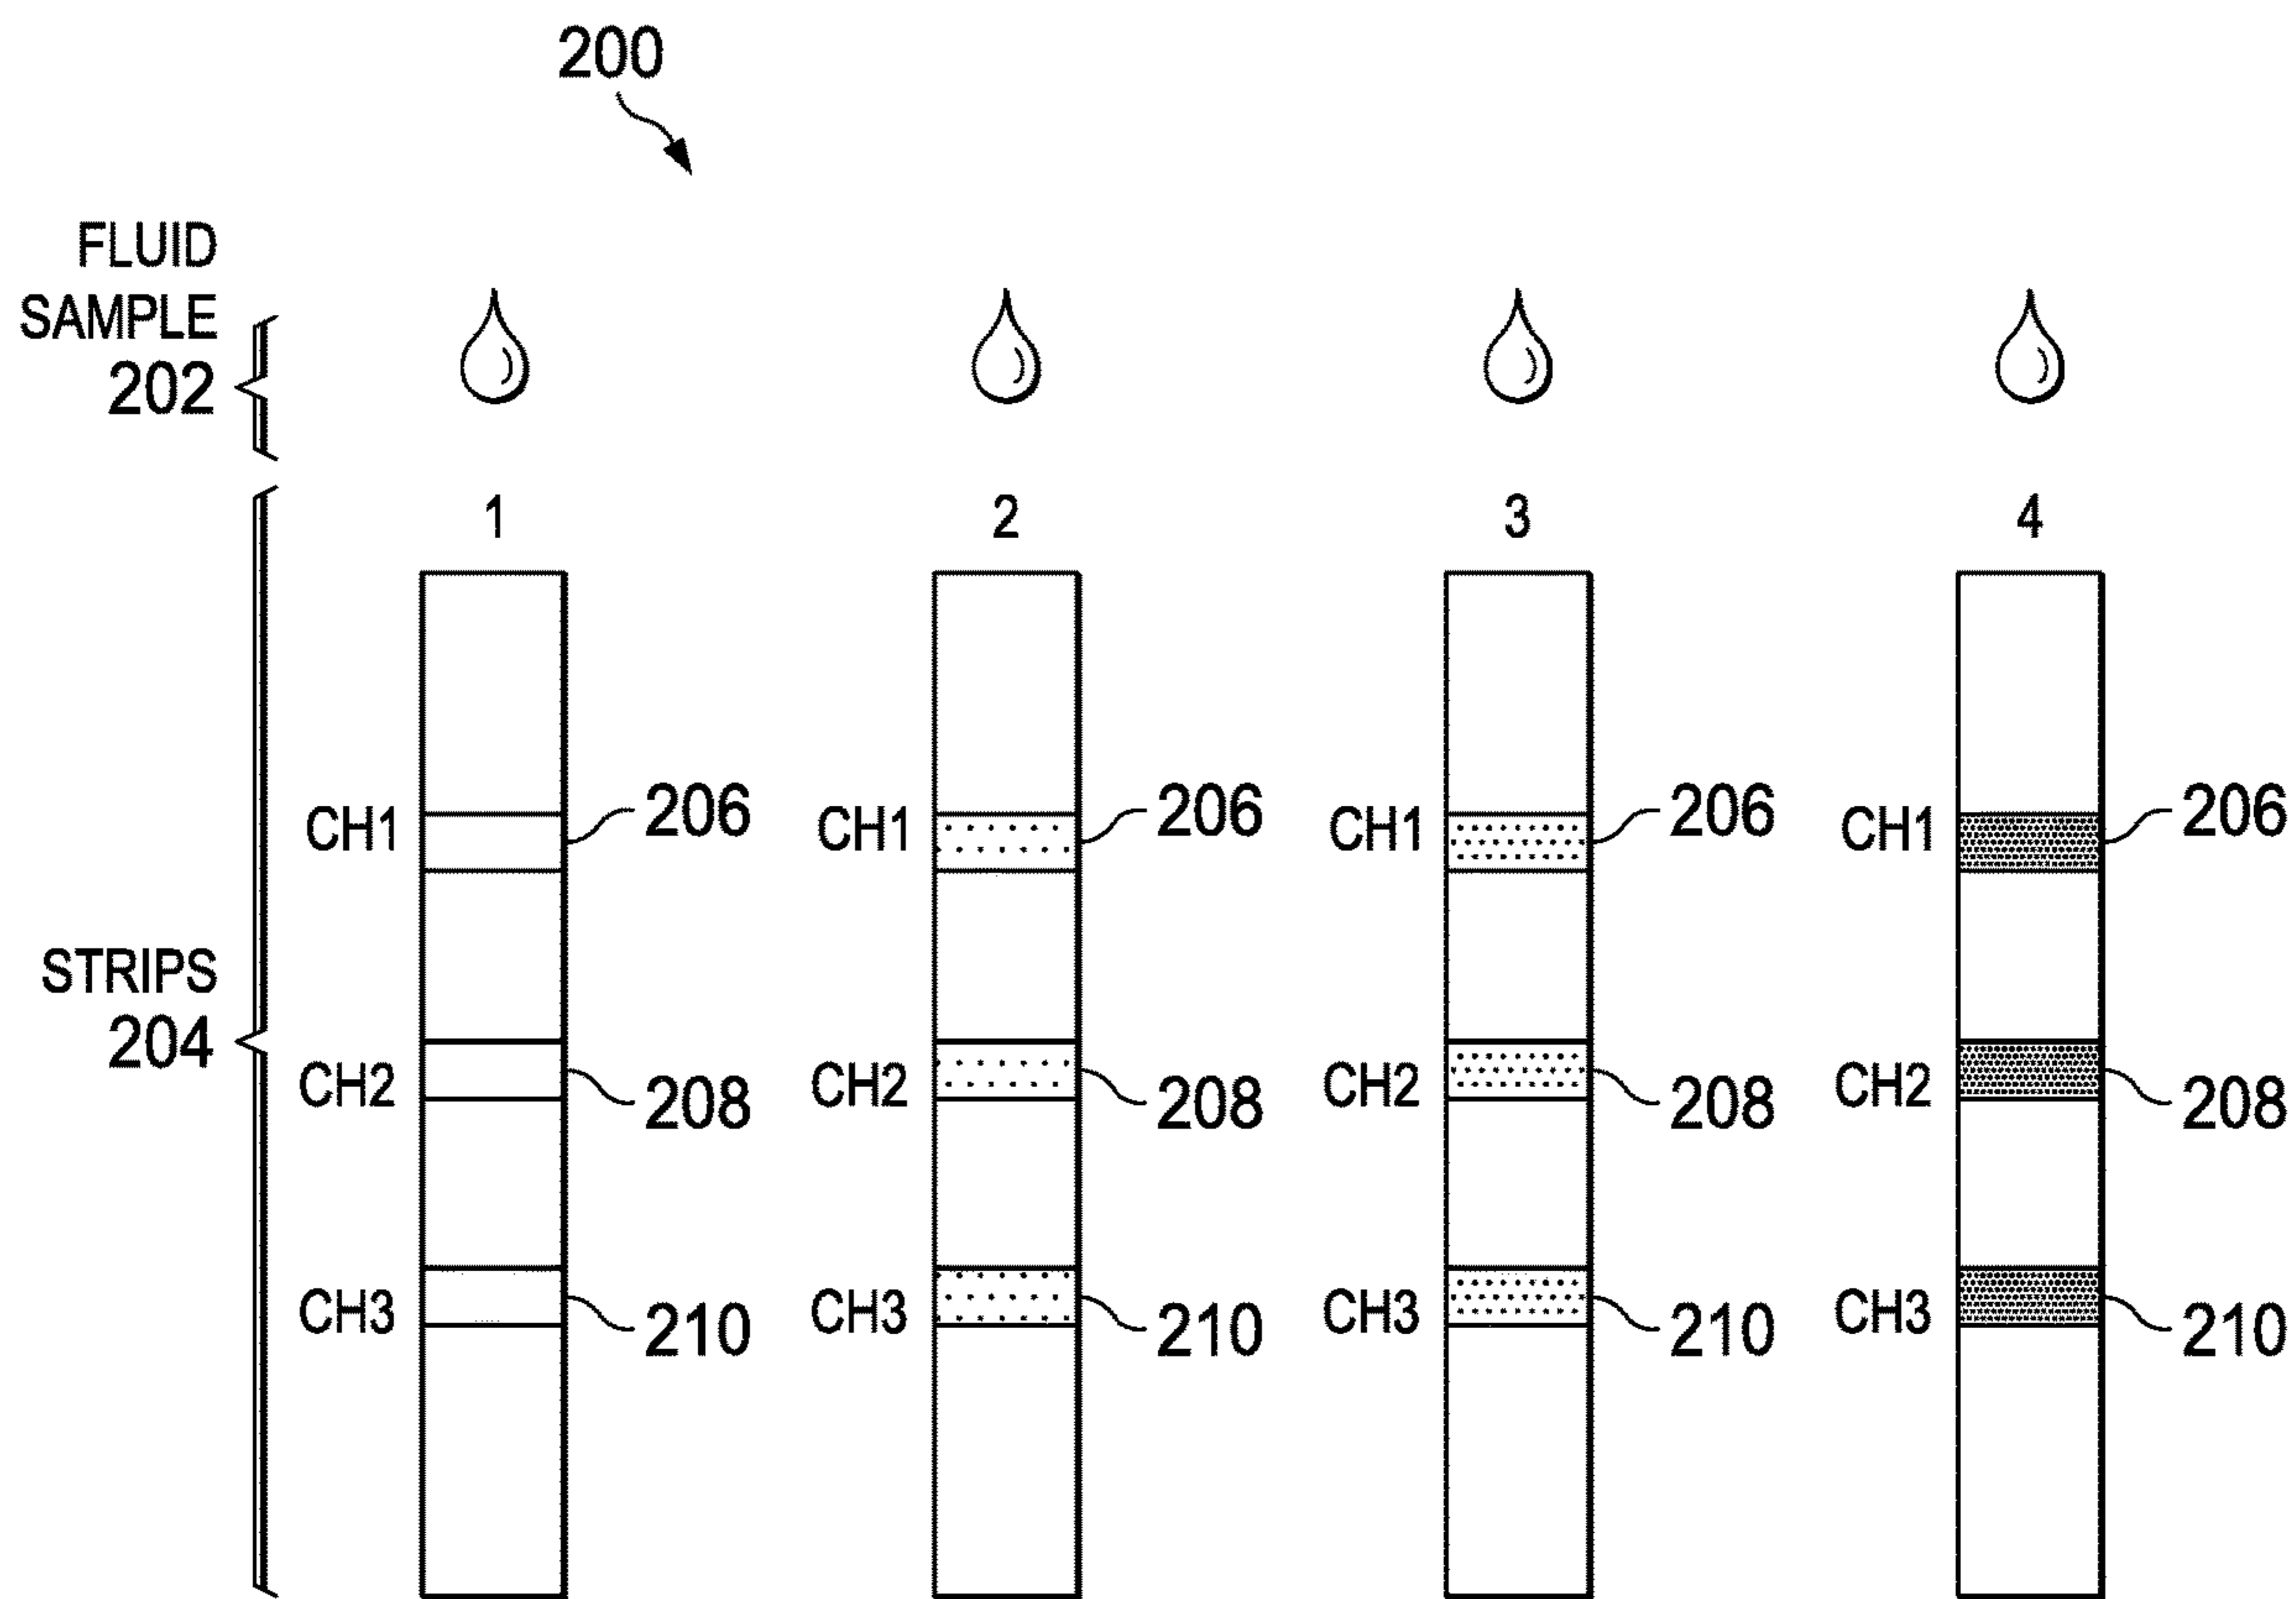 200
FLUID
SAMPLE
202
1 2 3 4
CH1 206 CH1 206 CH1 206 CH1 206
STRIPS
204
CH2 208 CH2 208 CH2 208 CH2 208
CH3 210 CH3 210 CH3 210 CH3 210